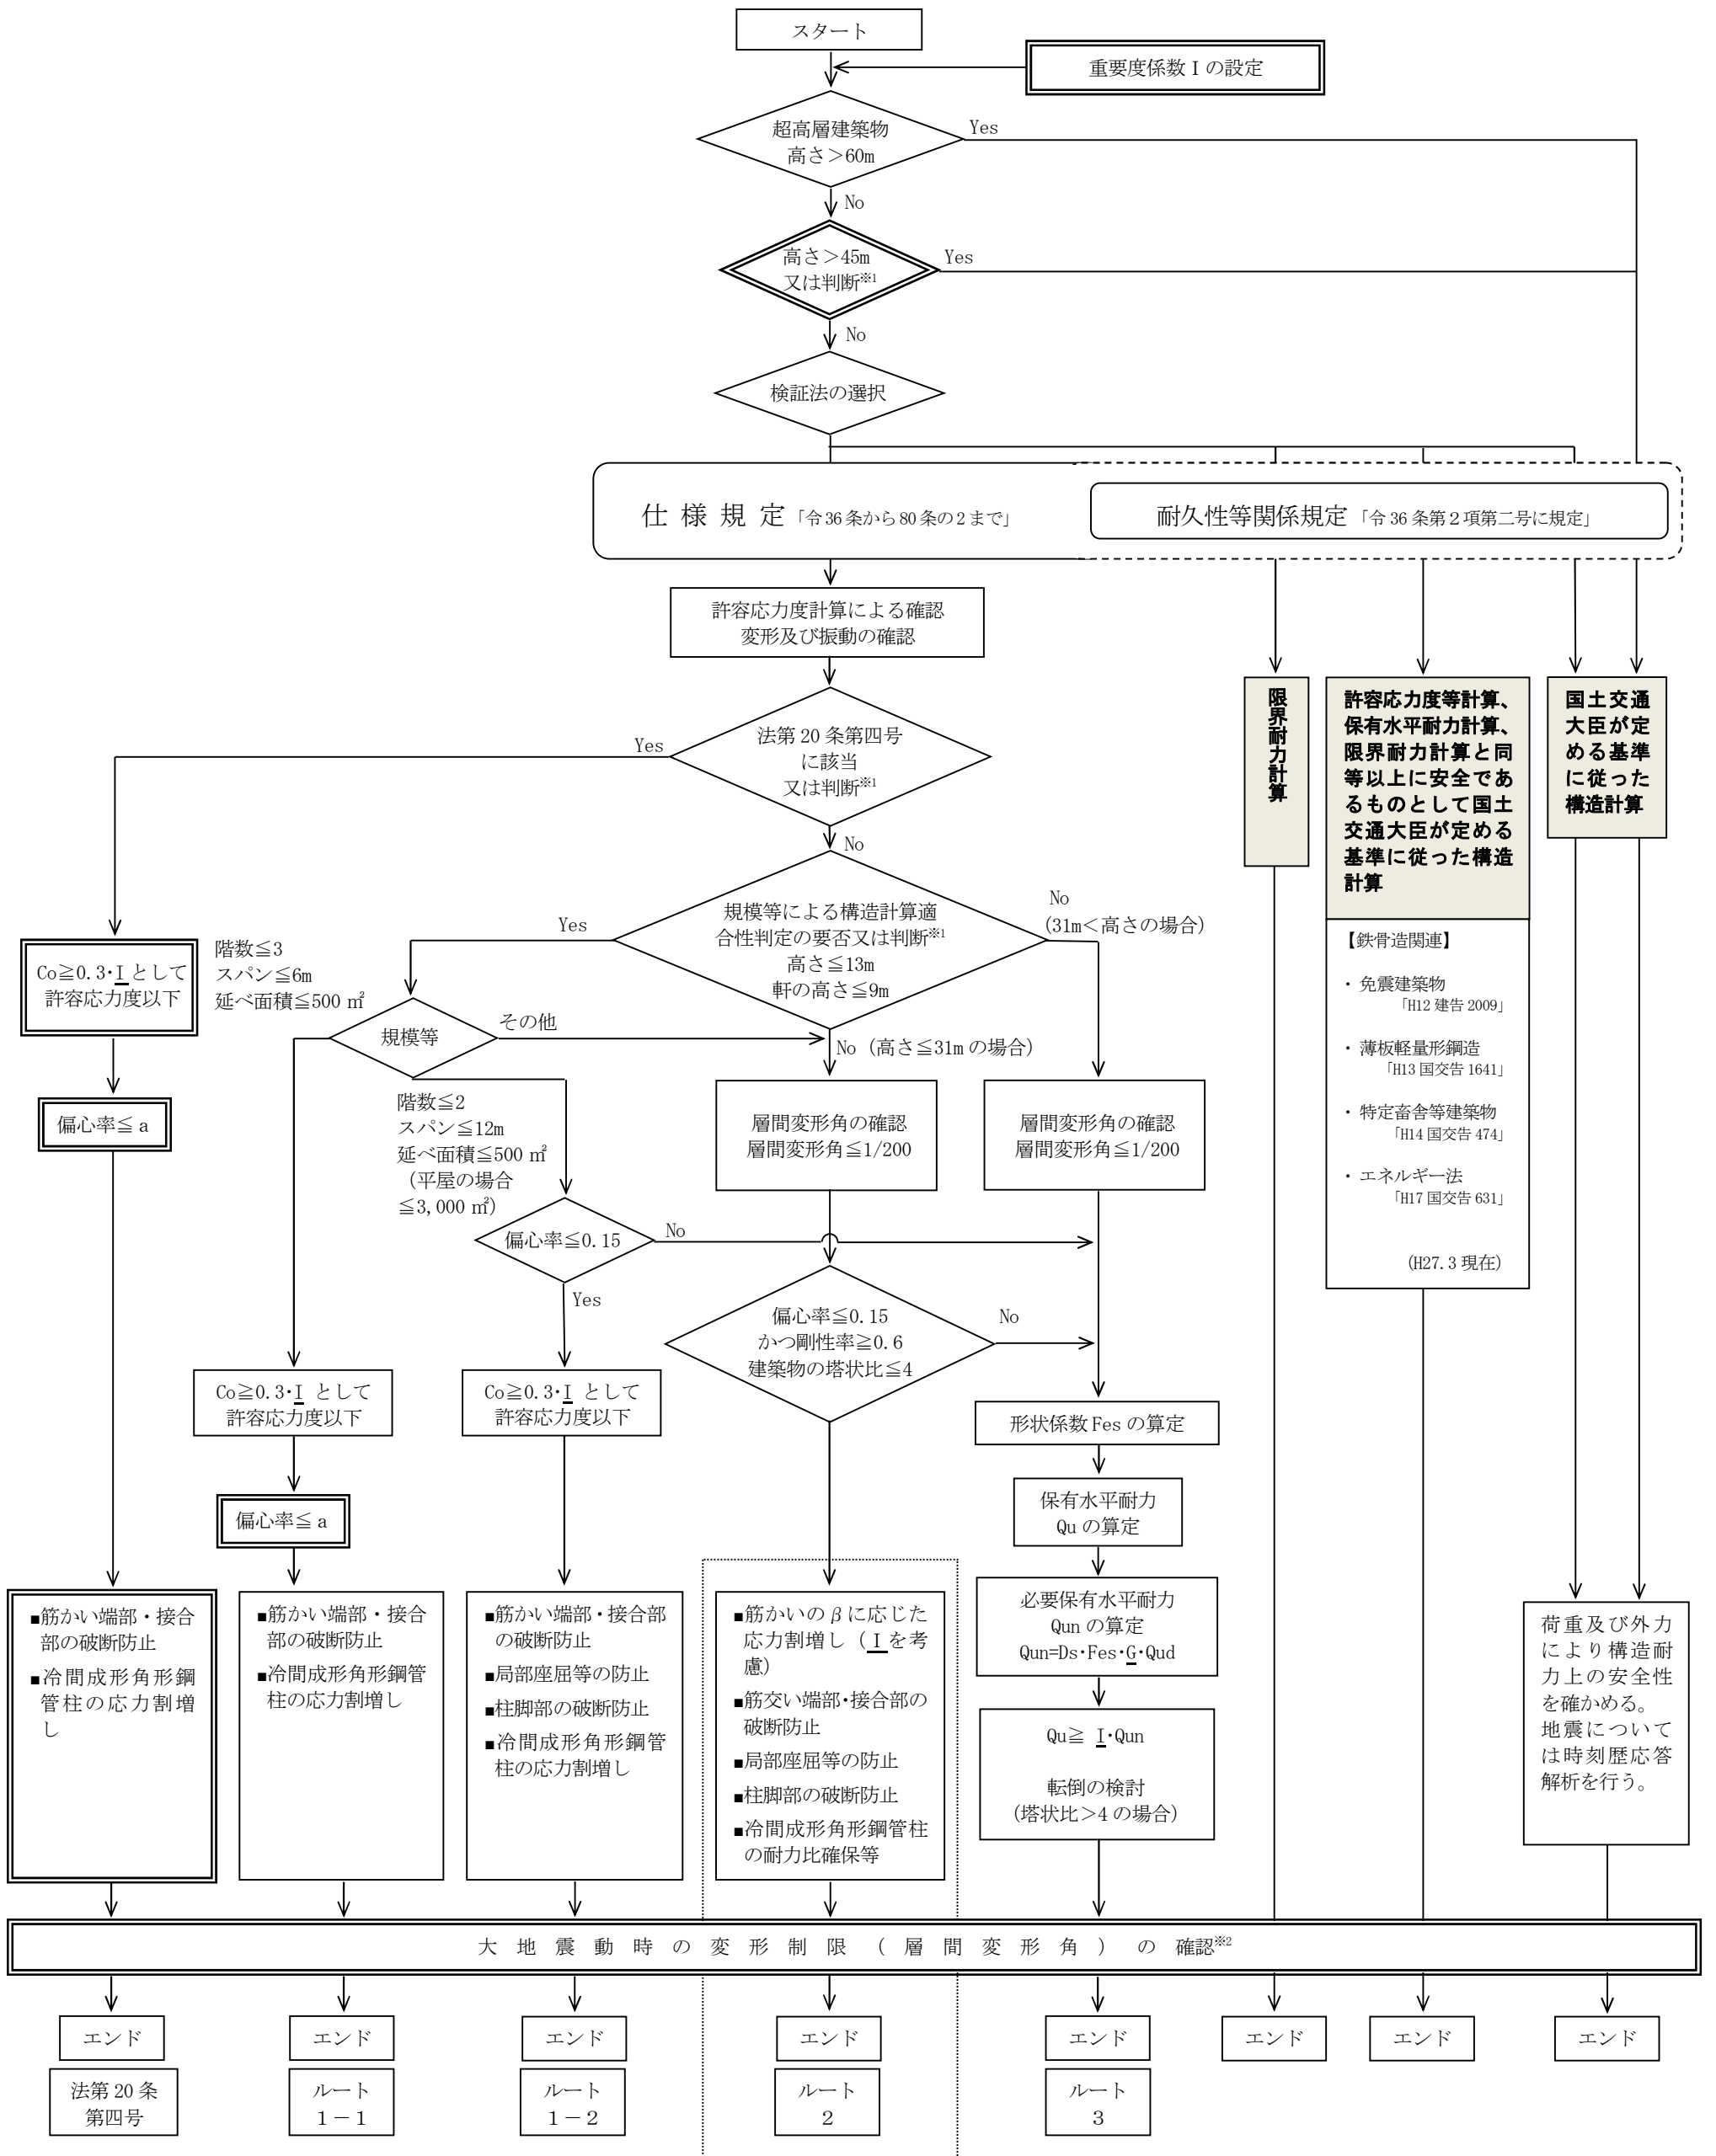 スタート
重要度係数Ｉの設定
超高層建築物
高さ＞60m
Yes
No
高さ＞45m
又は判断※1
Yes
No
検証法の選択
仕様規定「令36条から80条の2まで」
耐久性等関係規定「令36条第２項第二号に規定」
許容応力度計算による確認
変形及び振動の確認
法第20条第四号
に該当
又は判断※1
Yes
No
限界耐力計算
許容応力度等計算、
保有水平耐力計算、
限界耐力計算と同
等以上に安全であ
るものとして国土
交通大臣が定める
基準に従った構造
計算
国土交通
大臣が定
める基準
に従った
構造計算
規模等による構造計算適
合性判定の要否又は判断※1
高さ≦13m
軒の高さ≦9m
Yes
No
(31m＜高さの場合)
No（高さ≦31mの場合）
【鉄骨造関連】
・免震建築物
「H12建告2009」
・薄板軽量形鋼造
「H13国交告1641」
・特定畜舎等建築物
「H14国交告474」
・エネルギー法
「H17国交告631」
(H27.3現在)
Co≧0.3・Iとして
許容応力度以下
偏心率≦a
階数≦3
スパン≦6m
延べ面積≦500㎡
規模等
その他
階数≦2
スパン≦12m
延べ面積≦500㎡
（平屋の場合
≦3,000㎡）
層間変形角の確認
層間変形角≦1/200
層間変形角の確認
層間変形角≦1/200
偏心率≦0.15
No
Yes
偏心率≦0.15
かつ剛性率≧0.6
建築物の塔状比≦4
No
Co≧0.3・I として
許容応力度以下
Co≧0.3・I として
許容応力度以下
偏心率≦a
形状係数Fesの算定
保有水平耐力
Quの算定
必要保有水平耐力
Qunの算定
Qun=Ds・Fes・G・Qud
Qu≧ I・Qun
転倒の検討
(塔状比＞4の場合)
■筋かい端部・接合
部の破断防止
■冷間成形角形鋼
管柱の応力割増
し
■筋かい端部・接合
部の破断防止
■冷間成形角形鋼管
柱の応力割増し
■筋かい端部・接合部
の破断防止
■局部座屈等の防止
■柱脚部の破断防止
■冷間成形角形鋼管
柱の応力割増し
■筋かいのβに応じた
応力割増し（Ｉを考
慮）
■筋交い端部・接合部の
破断防止
■局部座屈等の防止
■柱脚部の破断防止
■冷間成形角形鋼管柱
の耐力比確保等
荷重及び外力
により構造耐
力上の安全性
を確かめる。
地震について
は時刻歴応答
解析を行う。
大地震動時の変形制限（層間変形角）の確認※2
エンド
エンド
エンド
エンド
エンド
エンド
エンド
エンド
法第20条
第四号
ルート
１－１
ルート
１－２
ルート
２
ルート
３